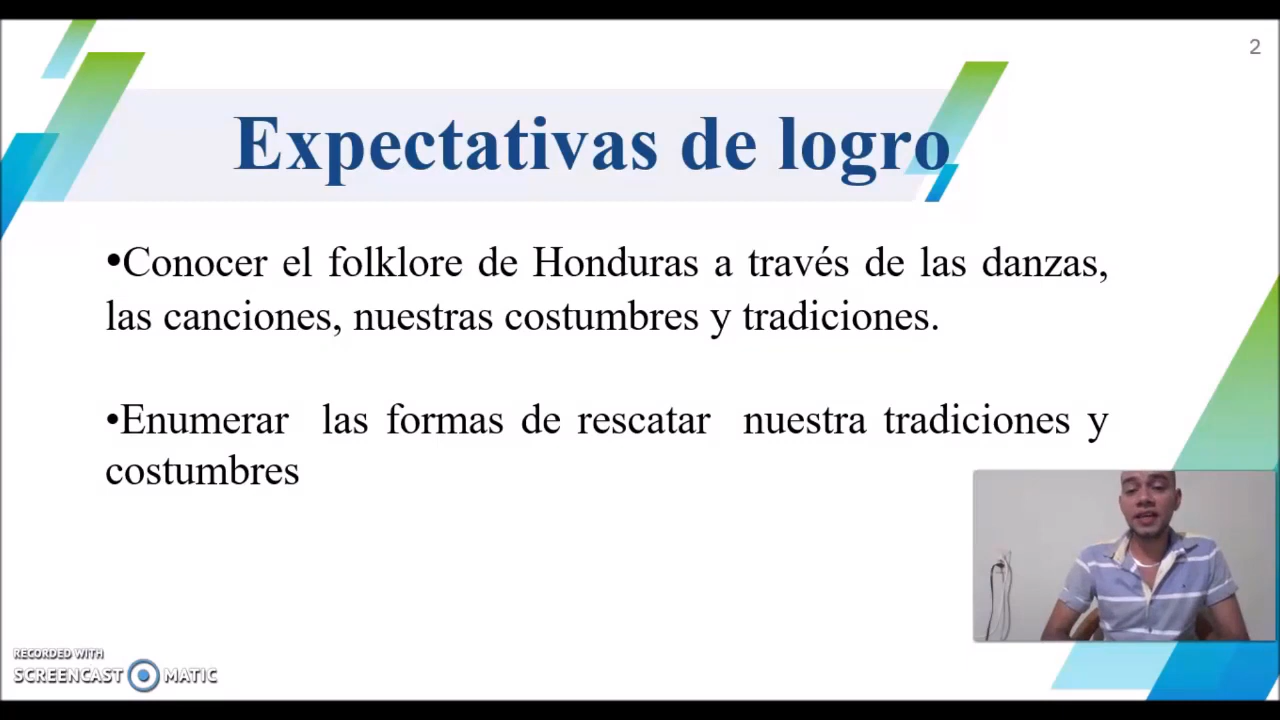 2
Expectativas de logro
•Conocer el folklore de Honduras a través de las danzas,
las canciones, nuestras costumbres y tradiciones.
•Enumerar las formas de rescatar nuestra tradiciones y
costumbres
RECORDED WITH
SCREENCAST MATIC